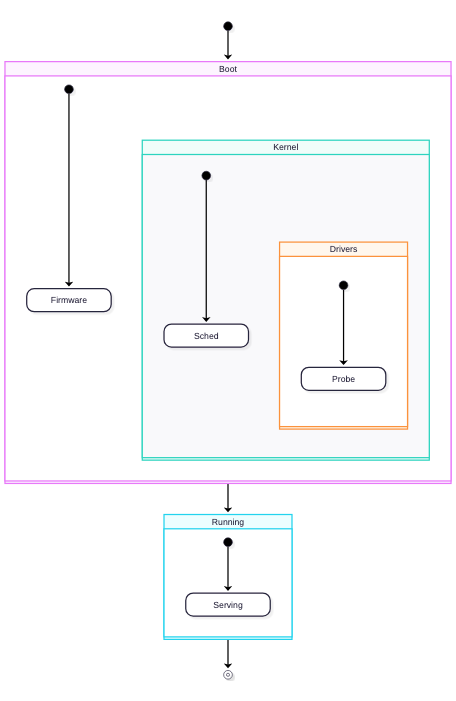 Boot
Kernel
Drivers
Firmware
Sched
Probe
Running
Serving